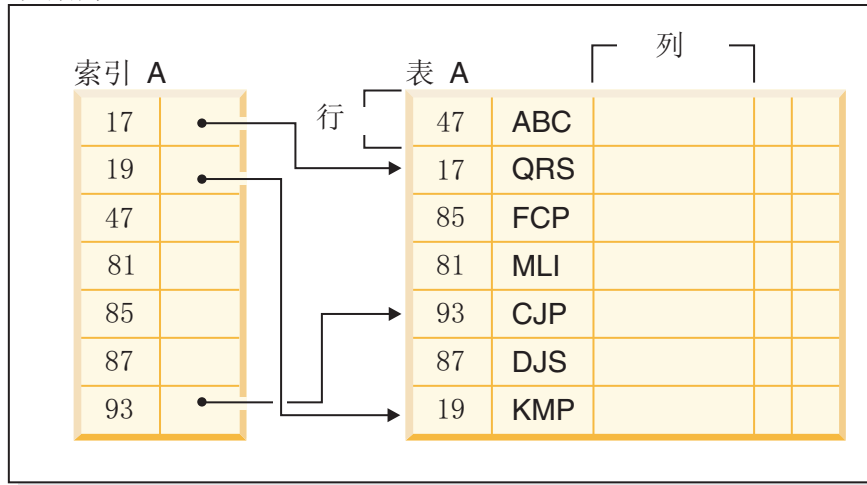 列
索引 A
表 A
行
17
19
47
81
85
87
93
47 ABC
17 QRS
85 FCP
81 MLI
93 CJP
87 DJS
19 KMP